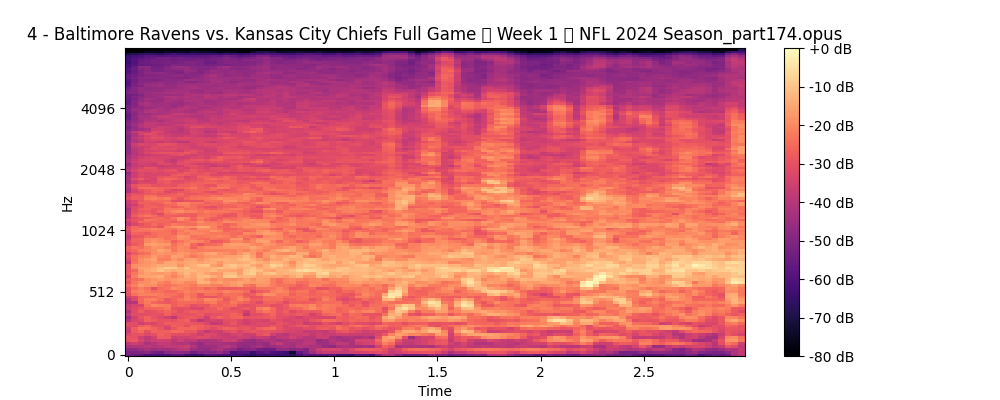 4 - Baltimore Ravens vs. Kansas City Chiefs Full Game ▯ Week 1 ▯ NFL 2024 Season_part174.opus
+0 dB
4096
-10 dB
-20 dB
2048
-30 dB
Hz
-40 dB
1024
-50 dB
512
-60 dB
-70 dB
0
-80 dB
0
0.5
1
1.5
2
2.5
Time